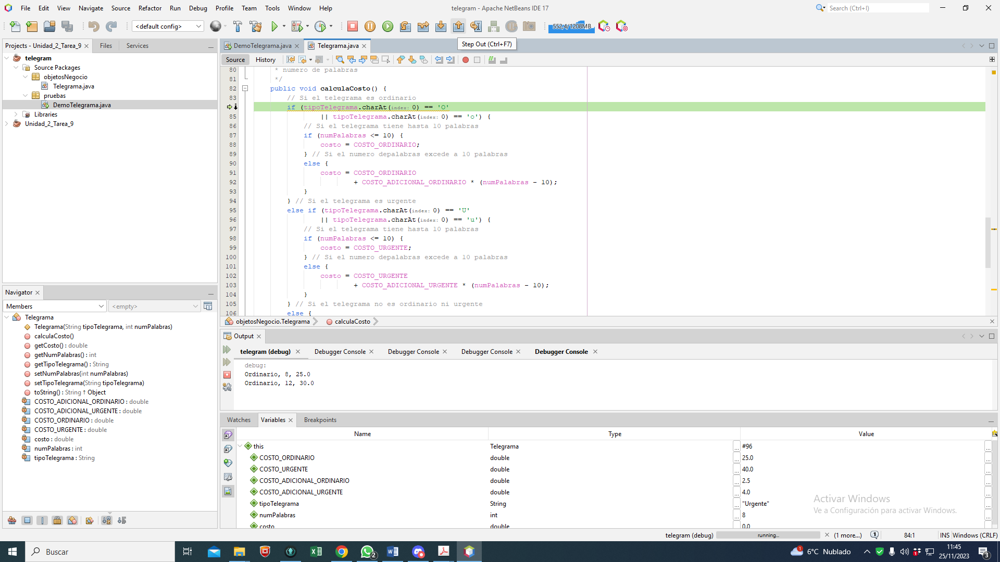 File Edit View Navigate Source Refactor Run Debug Profile Team Tools Window Help
telegram - Apache NetBeans IDE 17
Search (Ctrl+I)
<default config>
552,4/1208MB
Step Out (Ctrl+F7)
Projects - Unidad_2_Tarea_9
Files
Services
telegram
Source Packages
objetosNegocio
Telegrama.java
pruebas
DemoTelegrama.java
Libraries
Unidad_2_Tarea_9
DemoTelegrama.java
Telegrama.java
Source
History
80 * numero de palabras
81 */
82 public void calculaCosto() {
83 // Si el telegrama es ordinario
if (tipoTelegrama.charAt(index: 0) == 'O'
85 || tipoTelegrama.charAt(index: 0) == 'o') {
86 // Si el telegrama tiene hasta 10 palabras
87 if (numPalabras <= 10) {
88 costo = COSTO_ORDINARIO;
89 } // Si el numero depalabras excede a 10 palabras
90 else {
91 costo = COSTO_ORDINARIO
92 + COSTO_ADICIONAL_ORDINARIO * (numPalabras - 10);
93 }
94 } // Si el telegrama es urgente
95 else if (tipoTelegrama.charAt(index: 0) == 'U'
96 || tipoTelegrama.charAt(index: 0) == 'u') {
97 // Si el telegrama tiene hasta 10 palabras
98 if (numPalabras <= 10) {
99 costo = COSTO_URGENTE;
100 } // Si el numero depalabras excede a 10 palabras
101 else {
102 costo = COSTO_URGENTE
103 + COSTO_ADICIONAL_URGENTE * (numPalabras - 10);
104 }
105 } // Si el telegrama no es ordinario ni urgente
106 else {
objetosNegocio.Telegrama
calculaCosto
Navigator
Members
<empty>
Telegrama
Telegrama(String tipoTelegrama, int numPalabras)
calculaCosto()
getCosto() : double
getNumPalabras() : int
getTipoTelegrama() : String
setNumPalabras(int numPalabras)
setTipoTelegrama(String tipoTelegrama)
toString() : String ↑ Object
COSTO_ADICIONAL_ORDINARIO : double
COSTO_ADICIONAL_URGENTE : double
COSTO_ORDINARIO : double
COSTO_URGENTE : double
costo : double
numPalabras : int
tipoTelegrama : String
Output
telegram (debug)
Debugger Console
Debugger Console
Debugger Console
Debugger Console
debug:
Ordinario, 8, 25.0
Ordinario, 12, 30.0
Watches
Variables
Breakpoints
Name Type Value
this Telegrama ... #96 ...
COSTO_ORDINARIO double ... 25.0 ...
COSTO_URGENTE double ... 40.0 ...
COSTO_ADICIONAL_ORDINARIO double ... 2.5 ...
COSTO_ADICIONAL_URGENTE double ... 4.0 ...
tipoTelegrama String ... "Urgente" ...
numPalabras int ... 8 ...
costo double 0.0
Activar Windows
Ve a Configuración para activar Windows.
telegram (debug)
running...
(1 more...)
1
84:1
INS
Windows (CRLF)
Buscar
2
1
6°C Nublado
11:45
25/11/2023
3